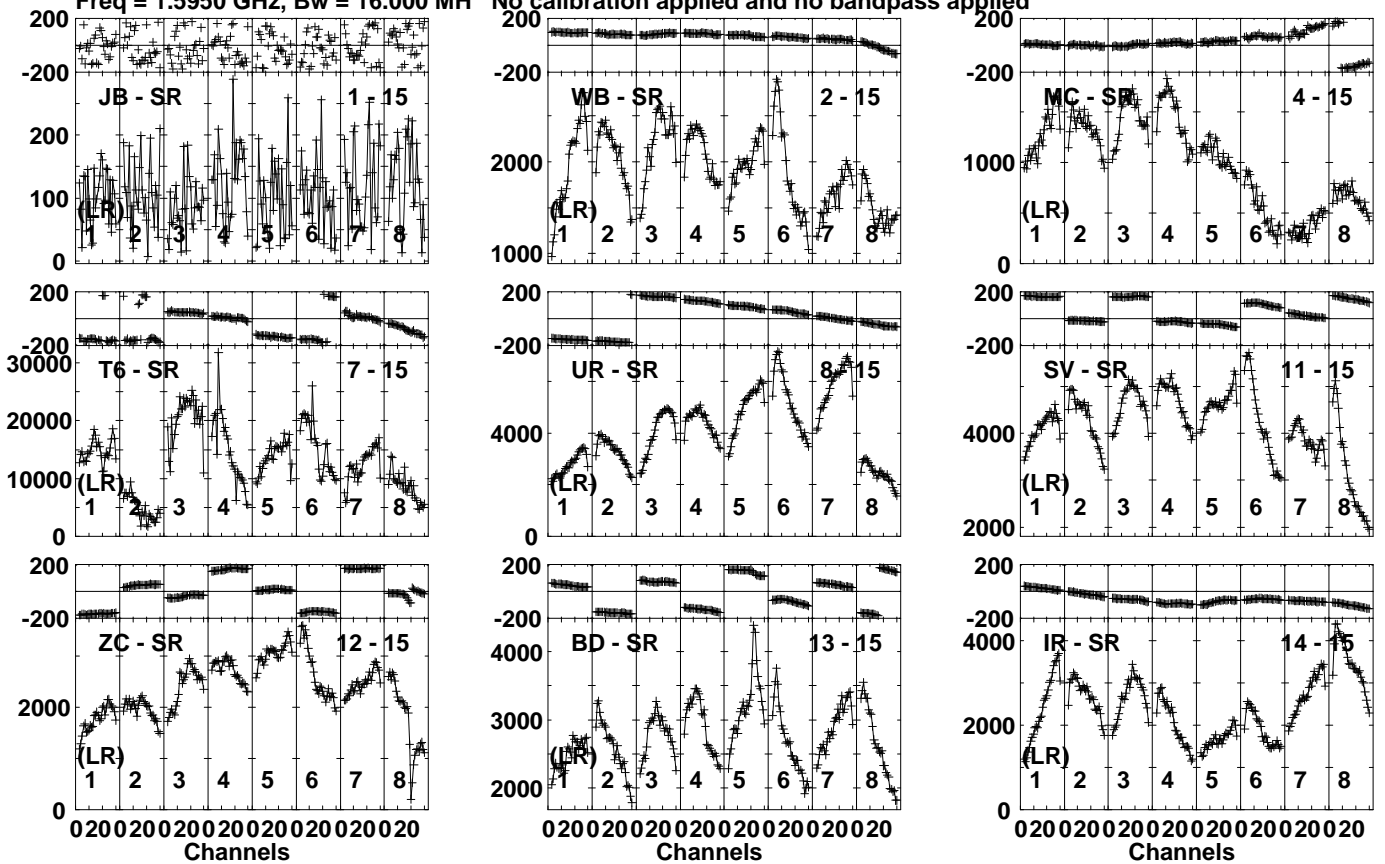 Freq = 1.5950 GHz, Bw = 16.000 MH No calibration applied and no bandpass applied
200
-200
JB - SR 1 - 15
200
100
0
(LR)
1 2 3 4 5 6 7 8
200
-200
WB - SR 2 - 15
2000
1000
(LR)
1 2 3 4 5 6 7 8
200
-200
MC - SR 4 - 15
1000
0
(LR)
1 2 3 4 5 6 7 8
200
-200
T6 - SR 7 - 15
30000
20000
10000
0
(LR)
1 2 3 4 5 6 7 8
200
-200
UR - SR 8 - 15
4000
0
(LR)
1 2 3 4 5 6 7 8
200
-200
SV - SR 11 - 15
4000
2000
(LR)
1 2 3 4 5 6 7 8
200
-200
ZC - SR 12 - 15
2000
0
(LR)
1 2 3 4 5 6 7 8
0 20 0 20 0 20 0 20 0 20 0 20 0 20 0 20
Channels
200
-200
BD - SR 13 - 15
4000
3000
2000
(LR)
1 2 3 4 5 6 7 8
0 20 0 20 0 20 0 20 0 20 0 20 0 20 0 20
Channels
200
-200
IR - SR 14 - 15
4000
2000
0
(LR)
1 2 3 4 5 6 7 8
0 20 0 20 0 20 0 20 0 20 0 20 0 20 0 20
Channels